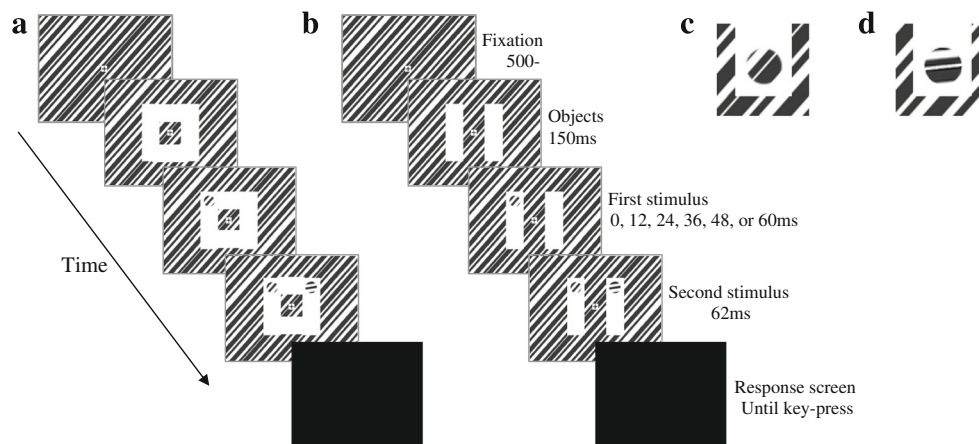 a
b
c
d
Fixation
500-
Objects
150ms
First stimulus
0, 12, 24, 36, 48, or 60ms
Time
Second stimulus
62ms
Response screen
Until key-press